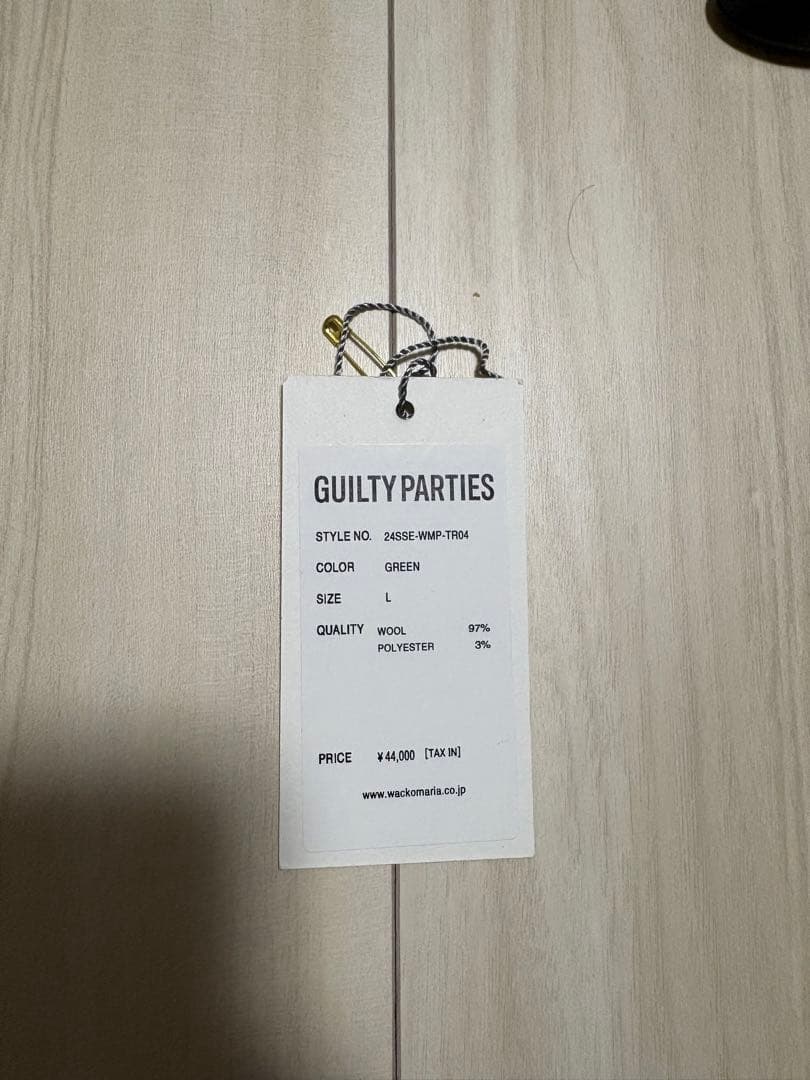 GUILTY PARTIES
STYLE NO. 24SSE-WMP-TR04
COLOR GREEN
SIZE L
QUALITY WOOL 97%
POLYESTER 3%
PRICE ¥44,000 [TAX IN]
www.wackomaria.co.jp